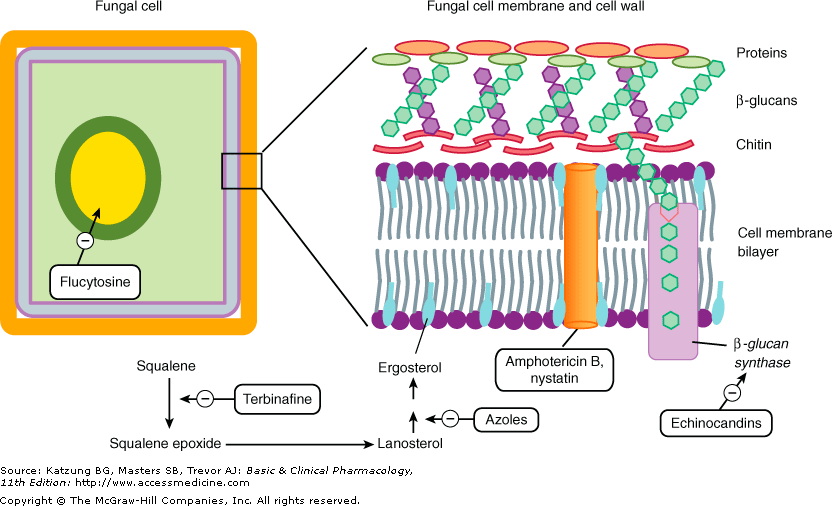 Fungal cell
Fungal cell membrane and cell wall
Proteins
β-glucans
Chitin
Cell membrane
bilayer
−
Flucytosine
β-glucan
synthase
Amphotericin B,
nystatin
−
Echinocandins
Squalene
− Terbinafine
Squalene epoxide
Ergosterol
− Azoles
Lanosterol
Source: Katzung BG, Masters SB, Trevor AJ: Basic & Clinical Pharmacology,
11th Edition: http://www.accessmedicine.com
Copyright © The McGraw-Hill Companies, Inc. All rights reserved.